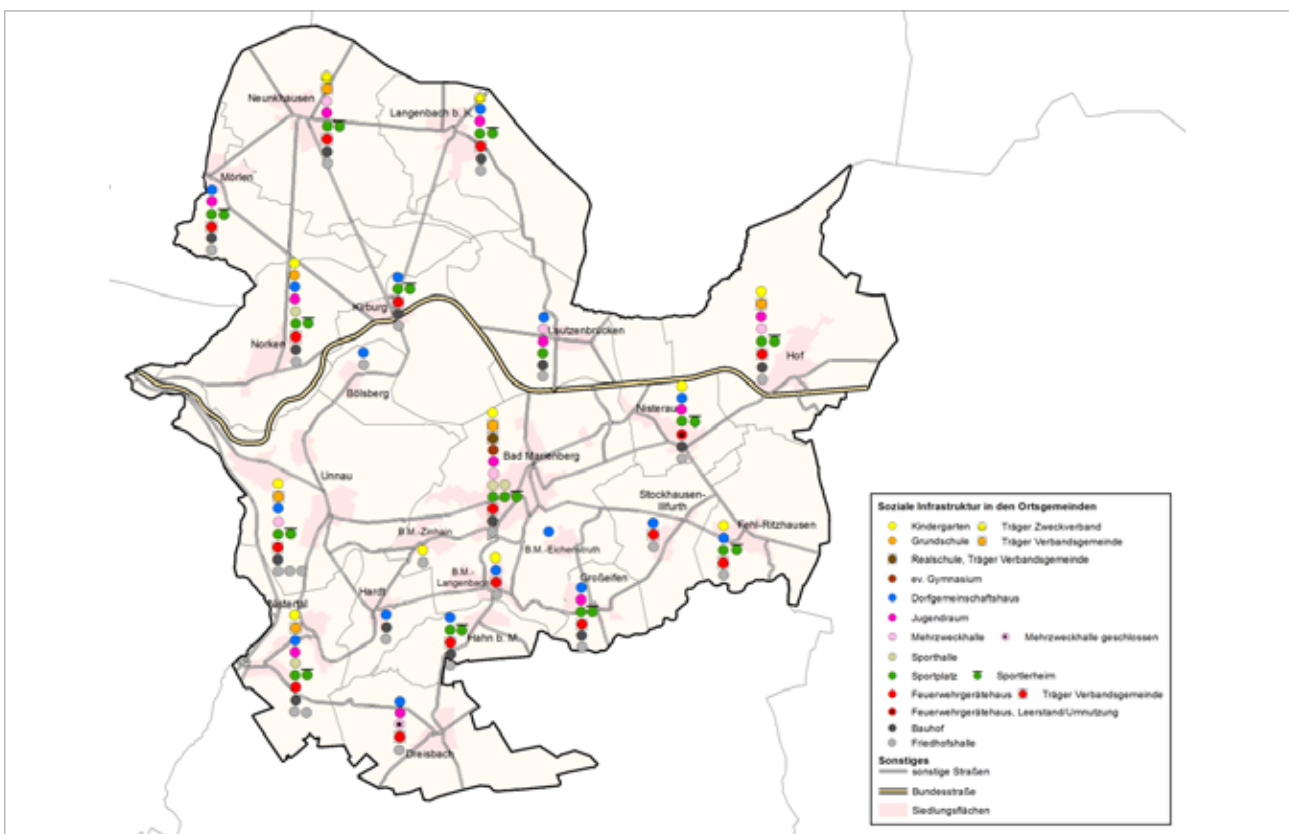 Neunkhausen
Langenbach b. K.
Mörlen
Kirburg
Lautzenbrücken
Norken
Hof
Bölsberg
Nisterau
Bad Marienberg
Unnau
Stockhausen-
Illfurth
Fehl-Ritzhausen
B.M.-Zinhain
B.M.-Eichenstruth
B.M.-
Langenbach
Großeifen
Hardt
Nistertal
Hahn b. M.
Dreisbach
Soziale Infrastruktur in den Ortsgemeinden
Kindergarten Träger Zweckverband
Grundschule Träger Verbandsgemeinde
Realschule, Träger Verbandsgemeinde
ev. Gymnasium
Dorfgemeinschaftshaus
Jugendraum
Mehrzweckhalle Mehrzweckhalle geschlossen
Sporthalle
Sportplatz Sportlerheim
Feuerwehrgerätehaus Träger Verbandsgemeinde
Feuerwehrgerätehaus, Leerstand/Umnutzung
Bauhof
Friedhofshalle
Sonstiges
sonstige Straßen
Bundesstraße
Siedlungsflächen